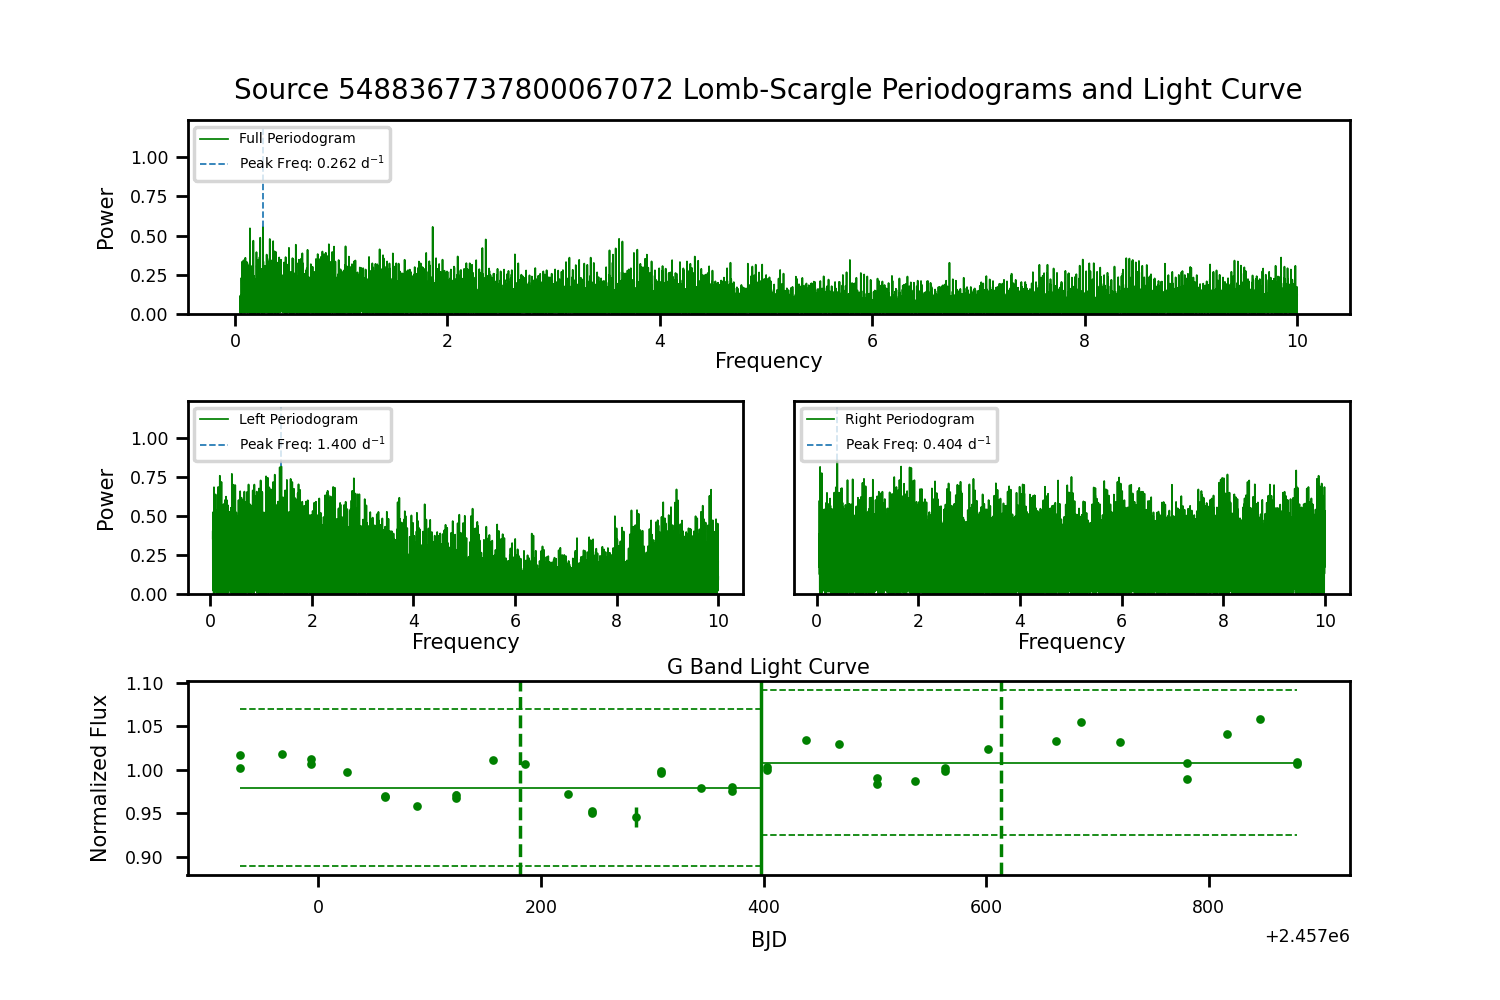 Source 5488367737800067072 Lomb-Scargle Periodograms and Light Curve
Full Periodogram
Peak Freq: 0.262 d⁻¹
Power
1.00
0.75
0.50
0.25
0.00
0 2 4 6 8 10
Frequency
Left Periodogram
Peak Freq: 1.400 d⁻¹
Power
1.00
0.75
0.50
0.25
0.00
0 2 4 6 8 10
Frequency
Right Periodogram
Peak Freq: 0.404 d⁻¹
0 2 4 6 8 10
Frequency
G Band Light Curve
Normalized Flux
1.10
1.05
1.00
0.95
0.90
0 200 400 600 800
BJD
+2.457e6